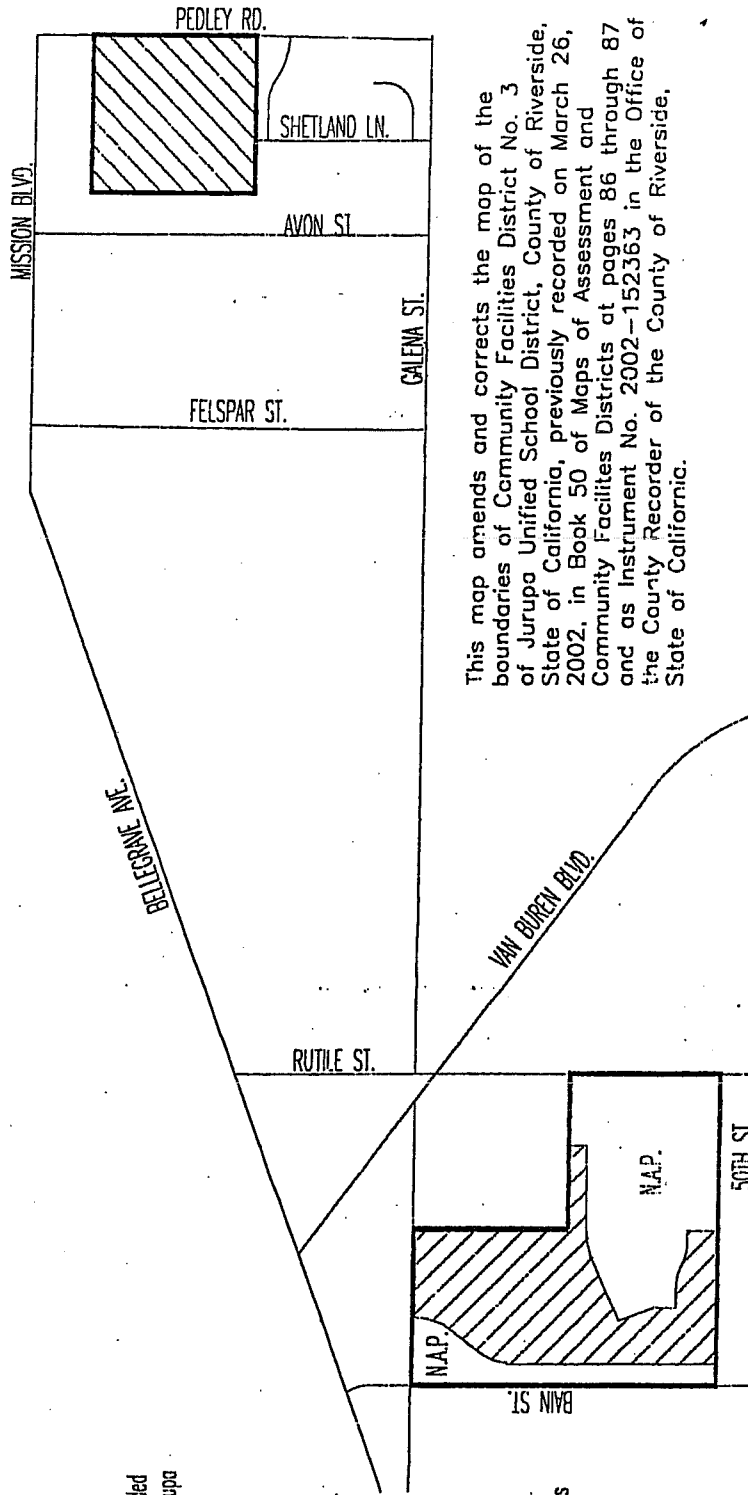 PEDLEY RD.
MISSION BLVD.
SHETLAND LN.
AVON ST.
GALENA ST.
FELSPAR ST.
BELLEGRAVE AVE.
VAN BUREN BLVD.
RUTILE ST.
N.A.P.
N.A.P.
50TH ST.
BAIN ST.
This map amends and corrects the map of the
boundaries of Community Facilities District No. 3
of Jurupa Unified School District, County of Riverside,
State of California, previously recorded on March 26,
2002, in Book 50 of Maps of Assessment and
Community Facilites Districts at pages 86 through 87
and as Instrument No. 2002-152363 in the Office of
the County Recorder of the County of Riverside,
State of California.